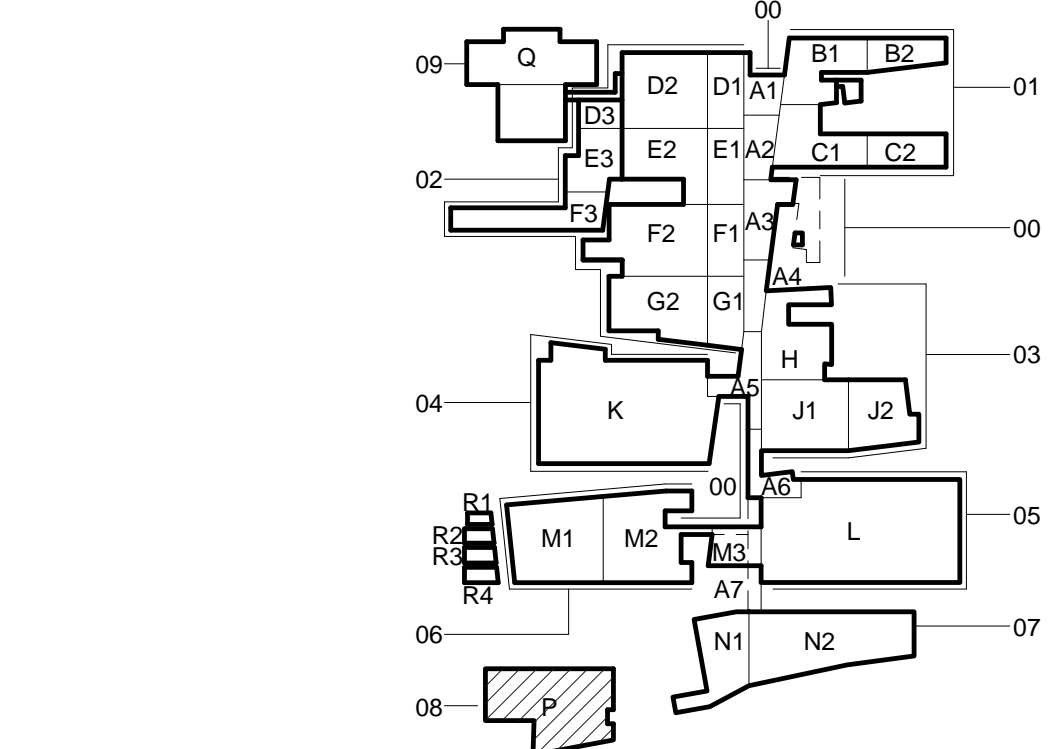 00
09 Q D2 D1 A1 B1 B2 01
D3
02 E3 E2 E1 A2 C1 C2
F3 F2 F1 A3 00
G2 G1 A4
H 03
04 K A5 J1 J2
00 A6
R1
R2 M1 M2 L 05
R3 M3
R4 A7
06 N1 N2 07
08 P